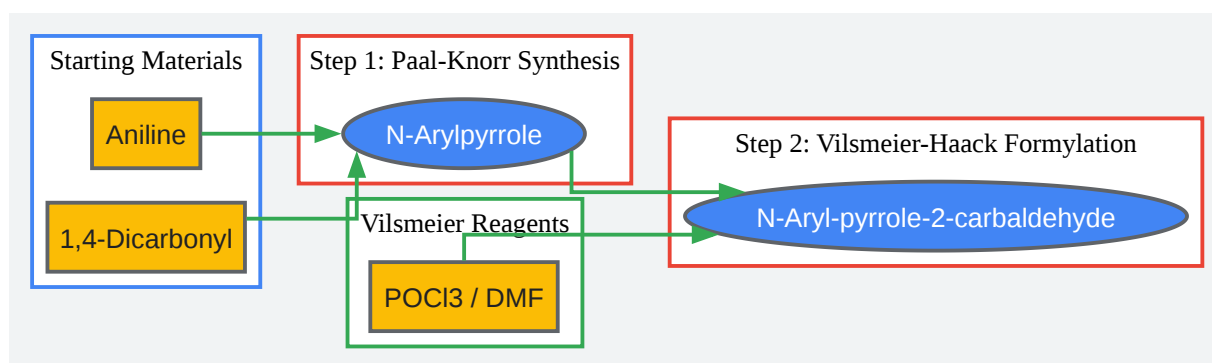 Starting Materials
Aniline
1,4-Dicarbonyl
Step 1: Paal-Knorr Synthesis
N-Arylpyrrole
Vilsmeier Reagents
POCl3 / DMF
Step 2: Vilsmeier-Haack Formylation
N-Aryl-pyrrole-2-carbaldehyde